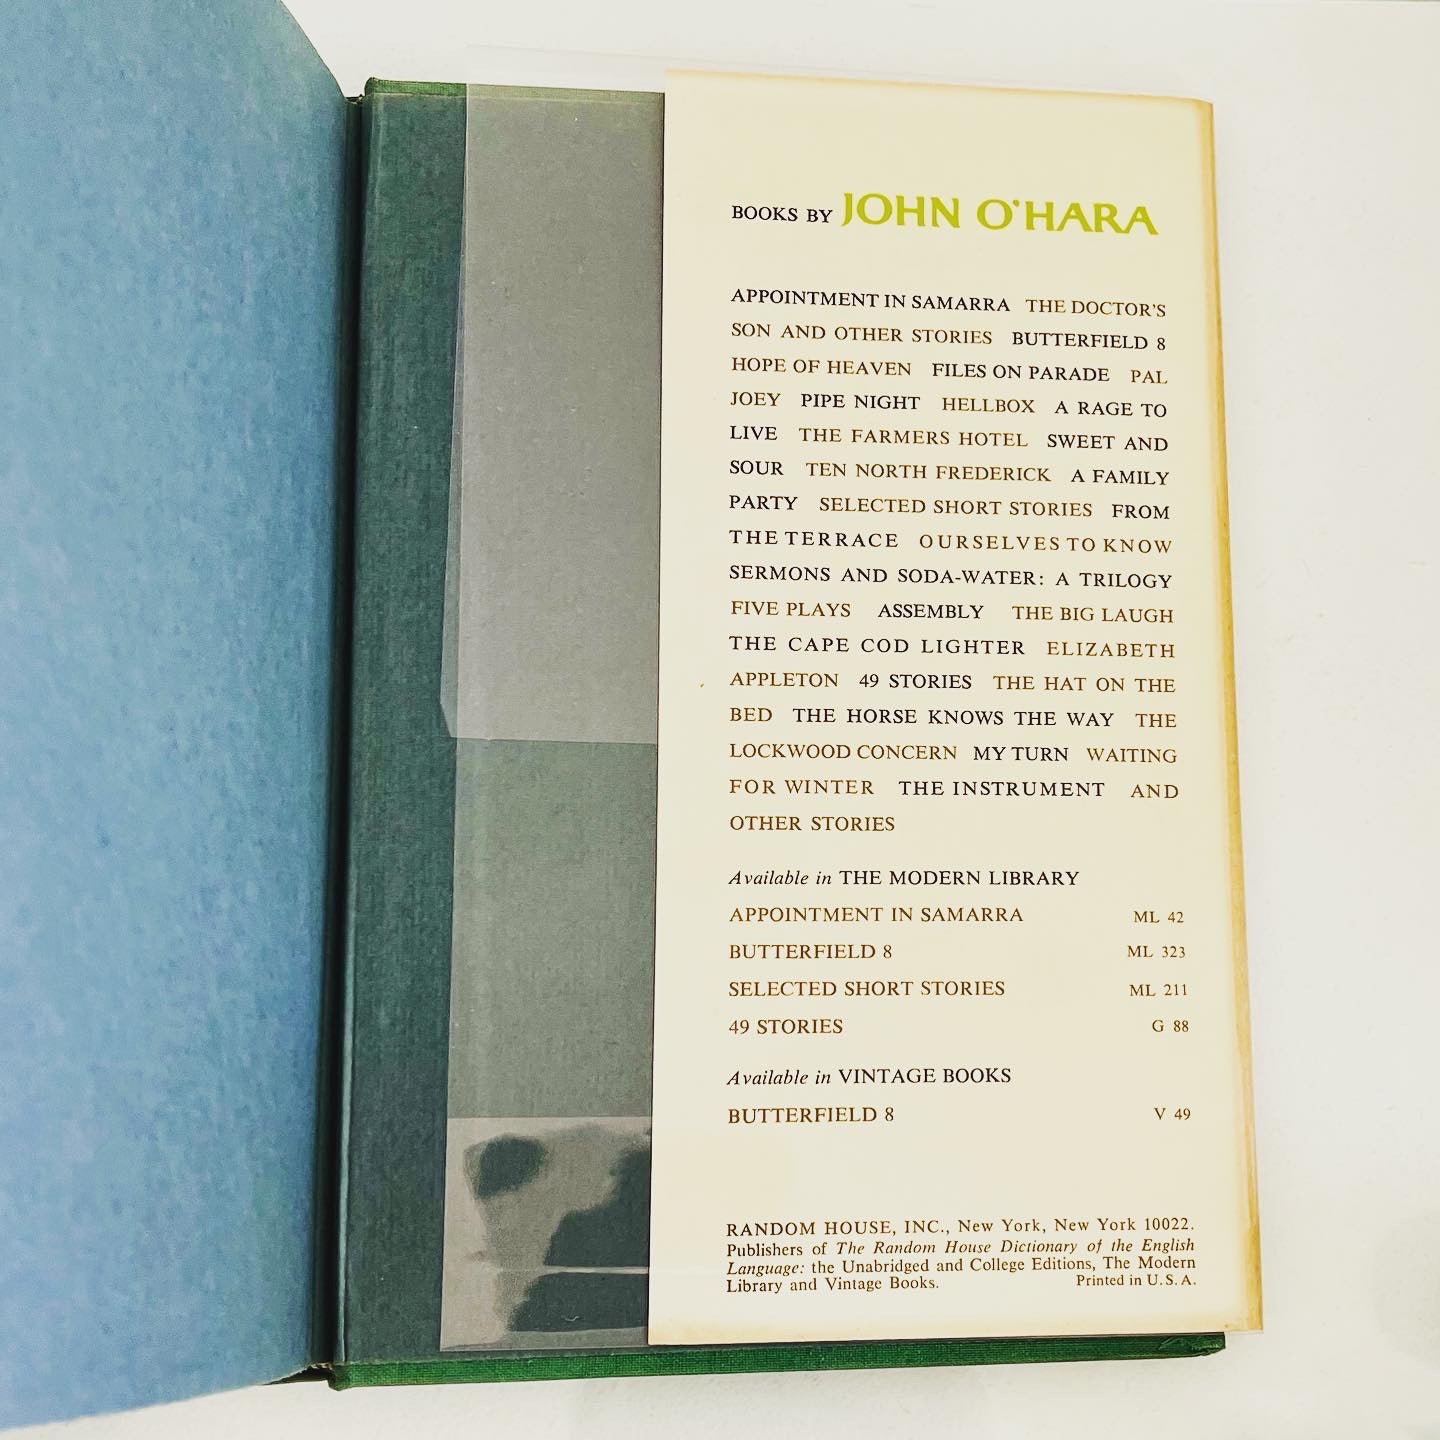 BOOKS BY JOHN O'HARA
APPOINTMENT IN SAMARRA THE DOCTOR'S
SON AND OTHER STORIES BUTTERFIELD 8
HOPE OF HEAVEN FILES ON PARADE PAL
JOEY PIPE NIGHT HELLBOX A RAGE TO
LIVE THE FARMERS HOTEL SWEET AND
SOUR TEN NORTH FREDERICK A FAMILY
PARTY SELECTED SHORT STORIES FROM
THE TERRACE OURSELVES TO KNOW
SERMONS AND SODA-WATER: A TRILOGY
FIVE PLAYS ASSEMBLY THE BIG LAUGH
THE CAPE COD LIGHTER ELIZABETH
APPLETON 49 STORIES THE HAT ON THE
BED THE HORSE KNOWS THE WAY THE
LOCKWOOD CONCERN MY TURN WAITING
FOR WINTER THE INSTRUMENT AND
OTHER STORIES
Available in THE MODERN LIBRARY
APPOINTMENT IN SAMARRA ML 42
BUTTERFIELD 8 ML 323
SELECTED SHORT STORIES ML 211
49 STORIES G 88
Available in VINTAGE BOOKS
BUTTERFIELD 8 V 49
RANDOM HOUSE, INC., New York, New York 10022.
Publishers of The Random House Dictionary of the English
Language: the Unabridged and College Editions, The Modern
Library and Vintage Books. Printed in U.S.A.